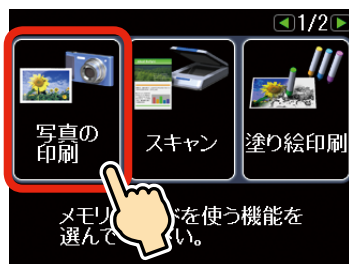 1/2
写真の
印刷
スキャン
塗り絵印刷
メモリ を使う機能を
選んで い。